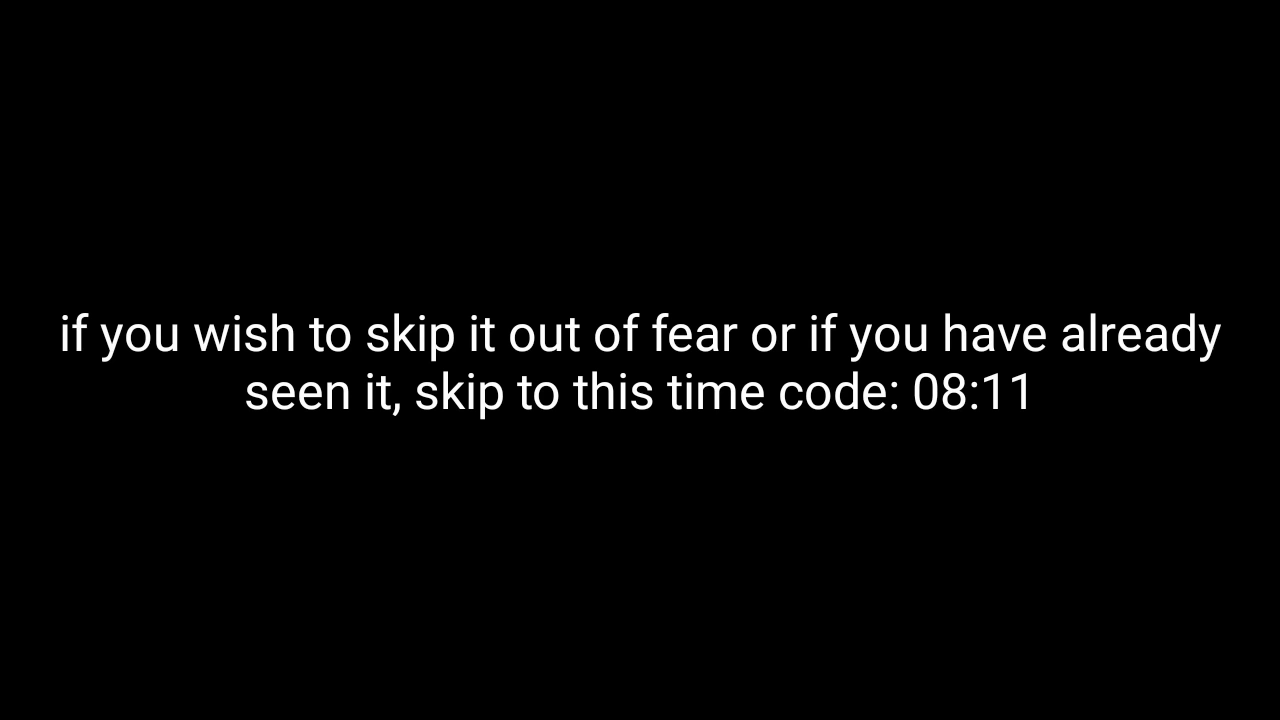 if you wish to skip it out of fear or if you have already
seen it, skip to this time code: 08:11